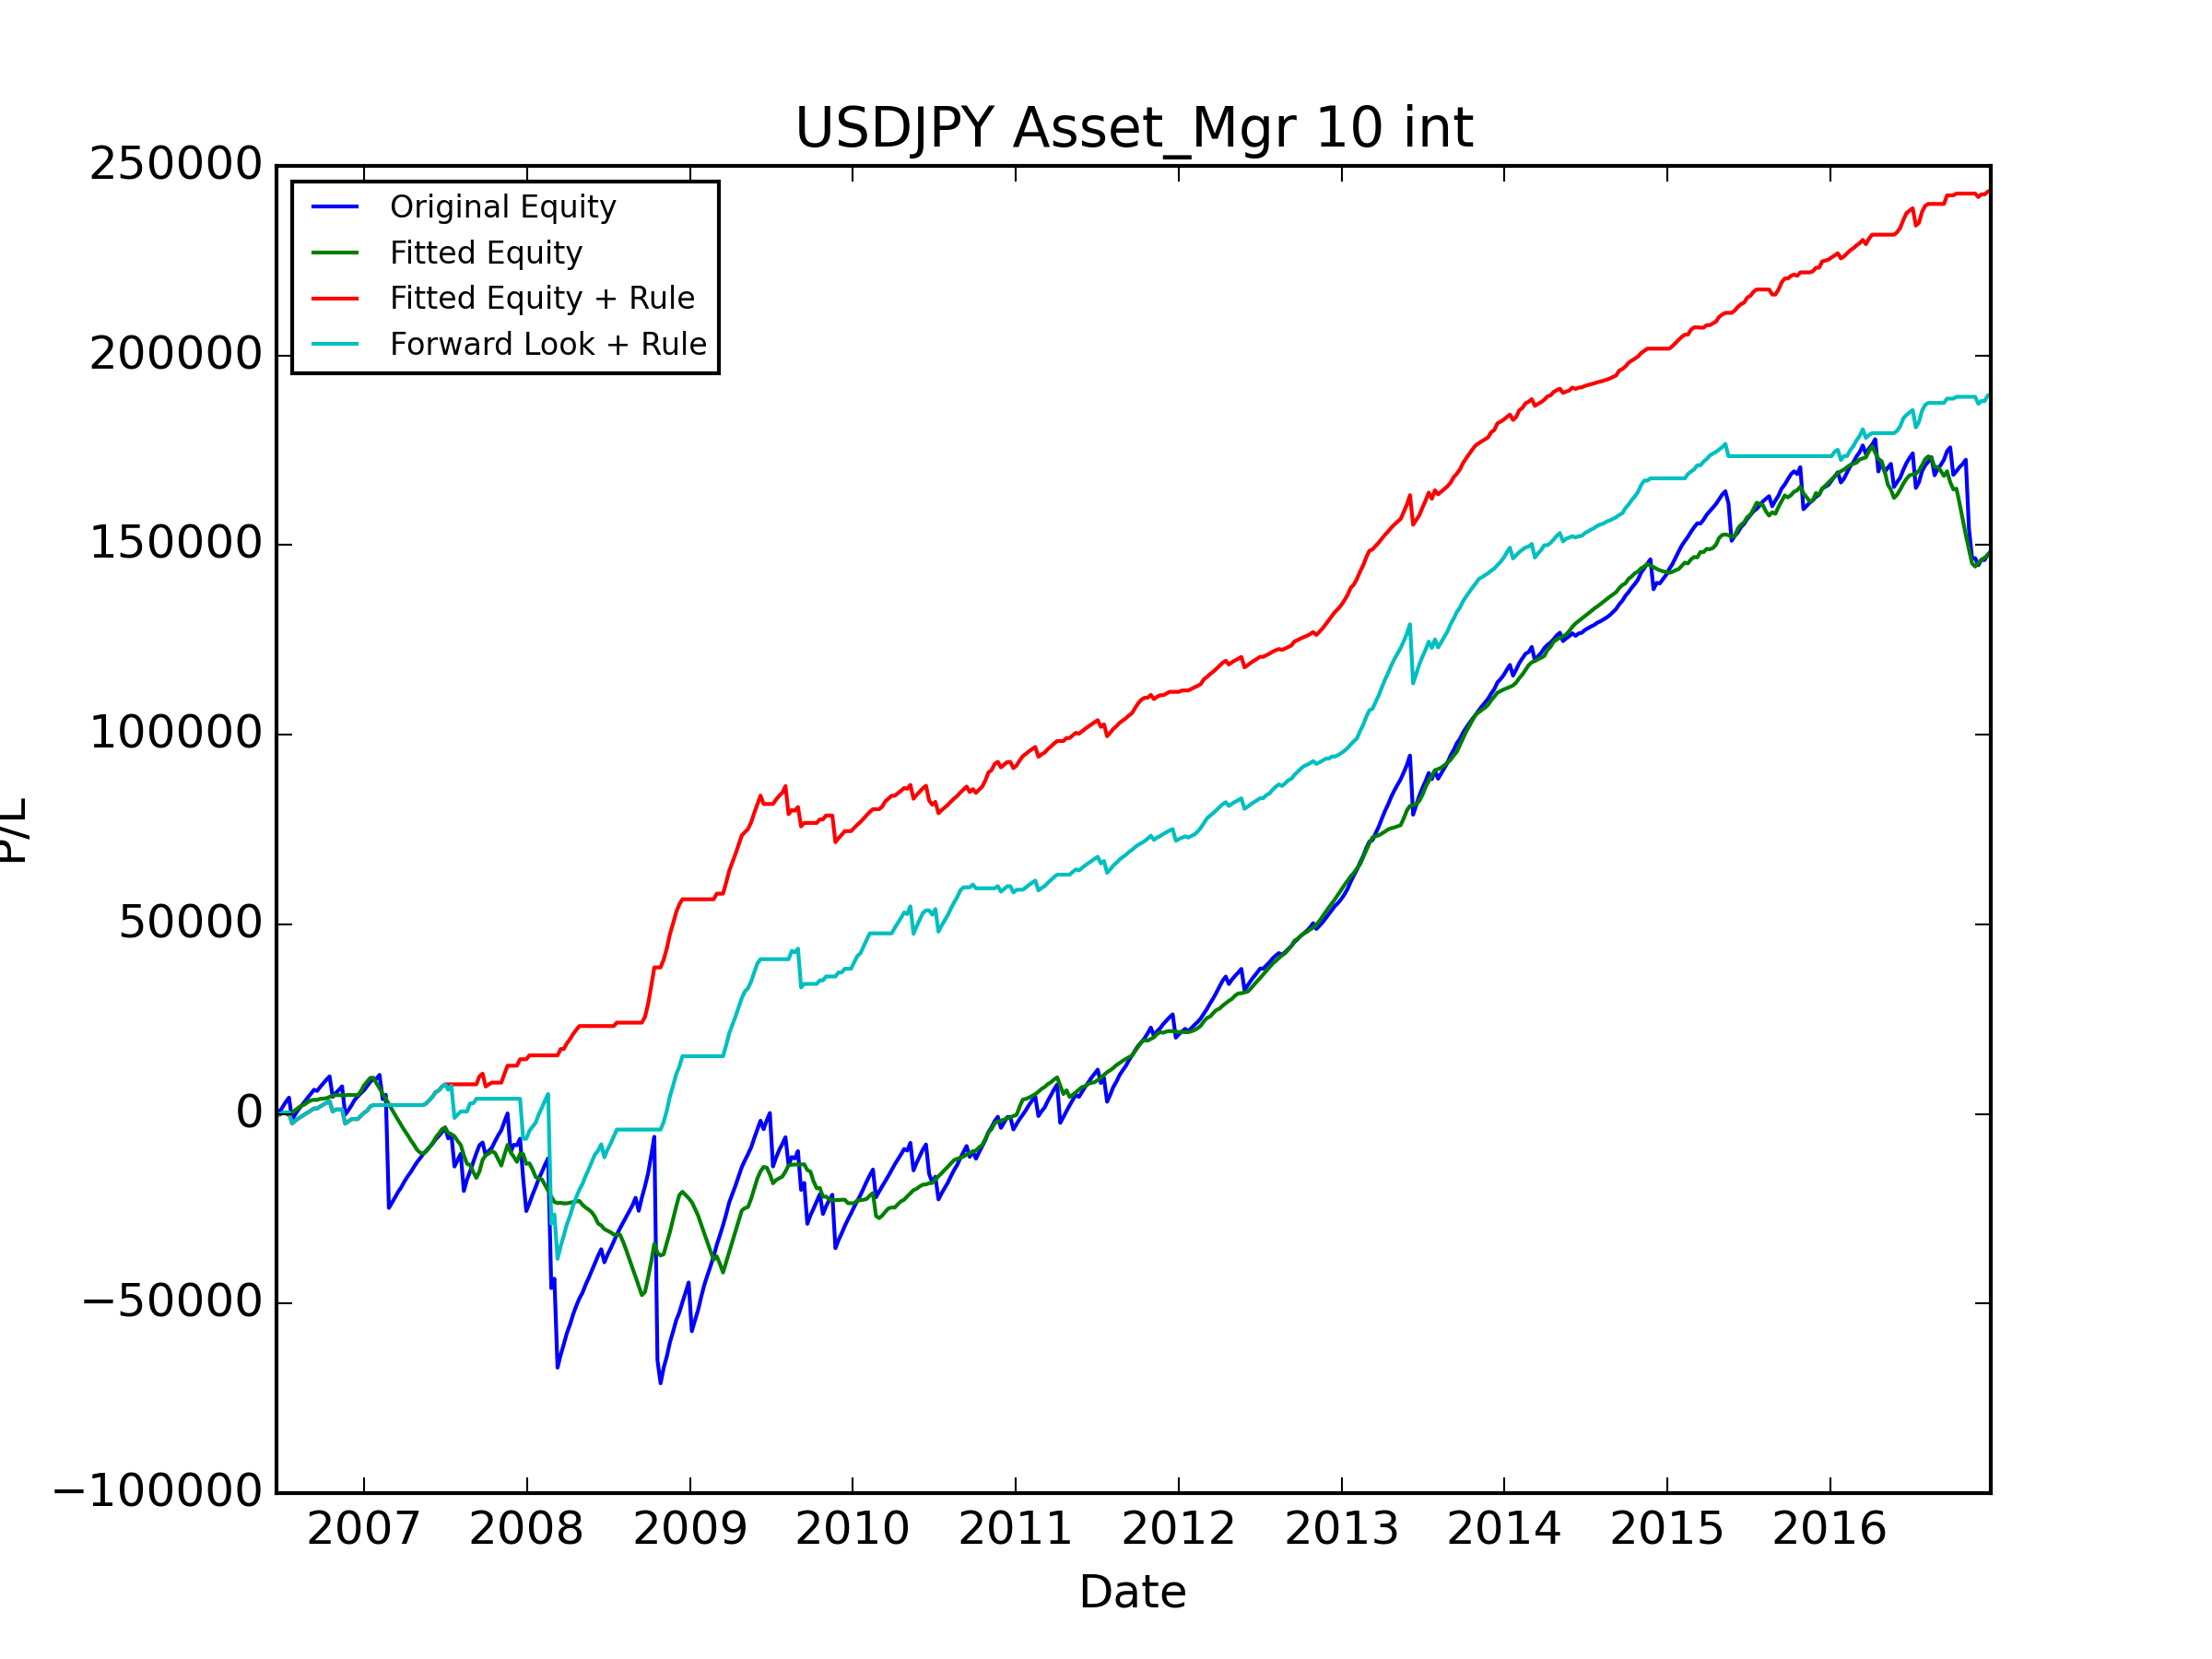 USDJPY Asset_Mgr 10 int
250000
200000
150000
100000
50000
0
−50000
−100000
P/L
Original Equity
Fitted Equity
Fitted Equity + Rule
Forward Look + Rule
2007 2008 2009 2010 2011 2012 2013 2014 2015 2016
Date